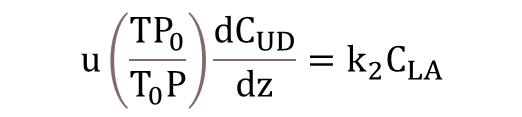 u(TP₀/T₀P) dC_UD/dz = k₂C_LA